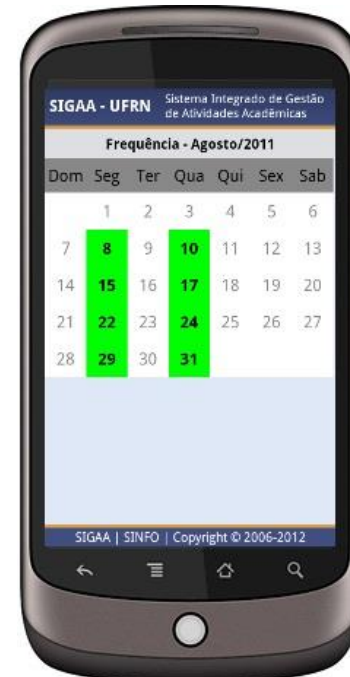 SIGAA - UFRN
Sistema Integrado de Gestão
de Atividades Acadêmicas
Frequência - Agosto/2011
Dom Seg Ter Qua Qui Sex Sab
1 2 3 4 5 6
7 8 9 10 11 12 13
14 15 16 17 18 19 20
21 22 23 24 25 26 27
28 29 30 31
SIGAA | SINFO | Copyright © 2006-2012